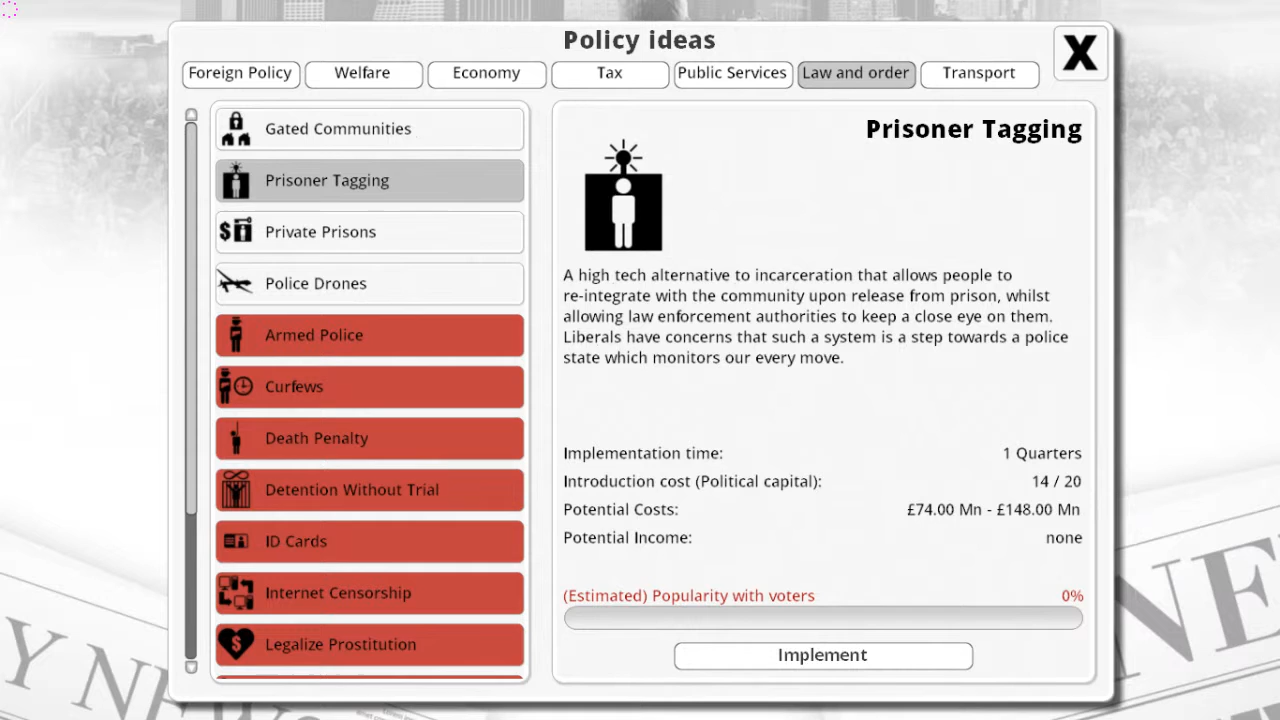 Policy ideas
X
Foreign Policy
Welfare
Economy
Tax
Public Services
Law and order
Transport
Gated Communities
Prisoner Tagging
Private Prisons
Police Drones
Armed Police
Curfews
Death Penalty
Detention Without Trial
ID Cards
Internet Censorship
Legalize Prostitution
Prisoner Tagging
A high tech alternative to incarceration that allows people to
re-integrate with the community upon release from prison, whilst
allowing law enforcement authorities to keep a close eye on them.
Liberals have concerns that such a system is a step towards a police
state which monitors our every move.
Implementation time: 1 Quarters
Introduction cost (Political capital): 14 / 20
Potential Costs: £74.00 Mn - £148.00 Mn
Potential Income: none
(Estimated) Popularity with voters 0%
Implement